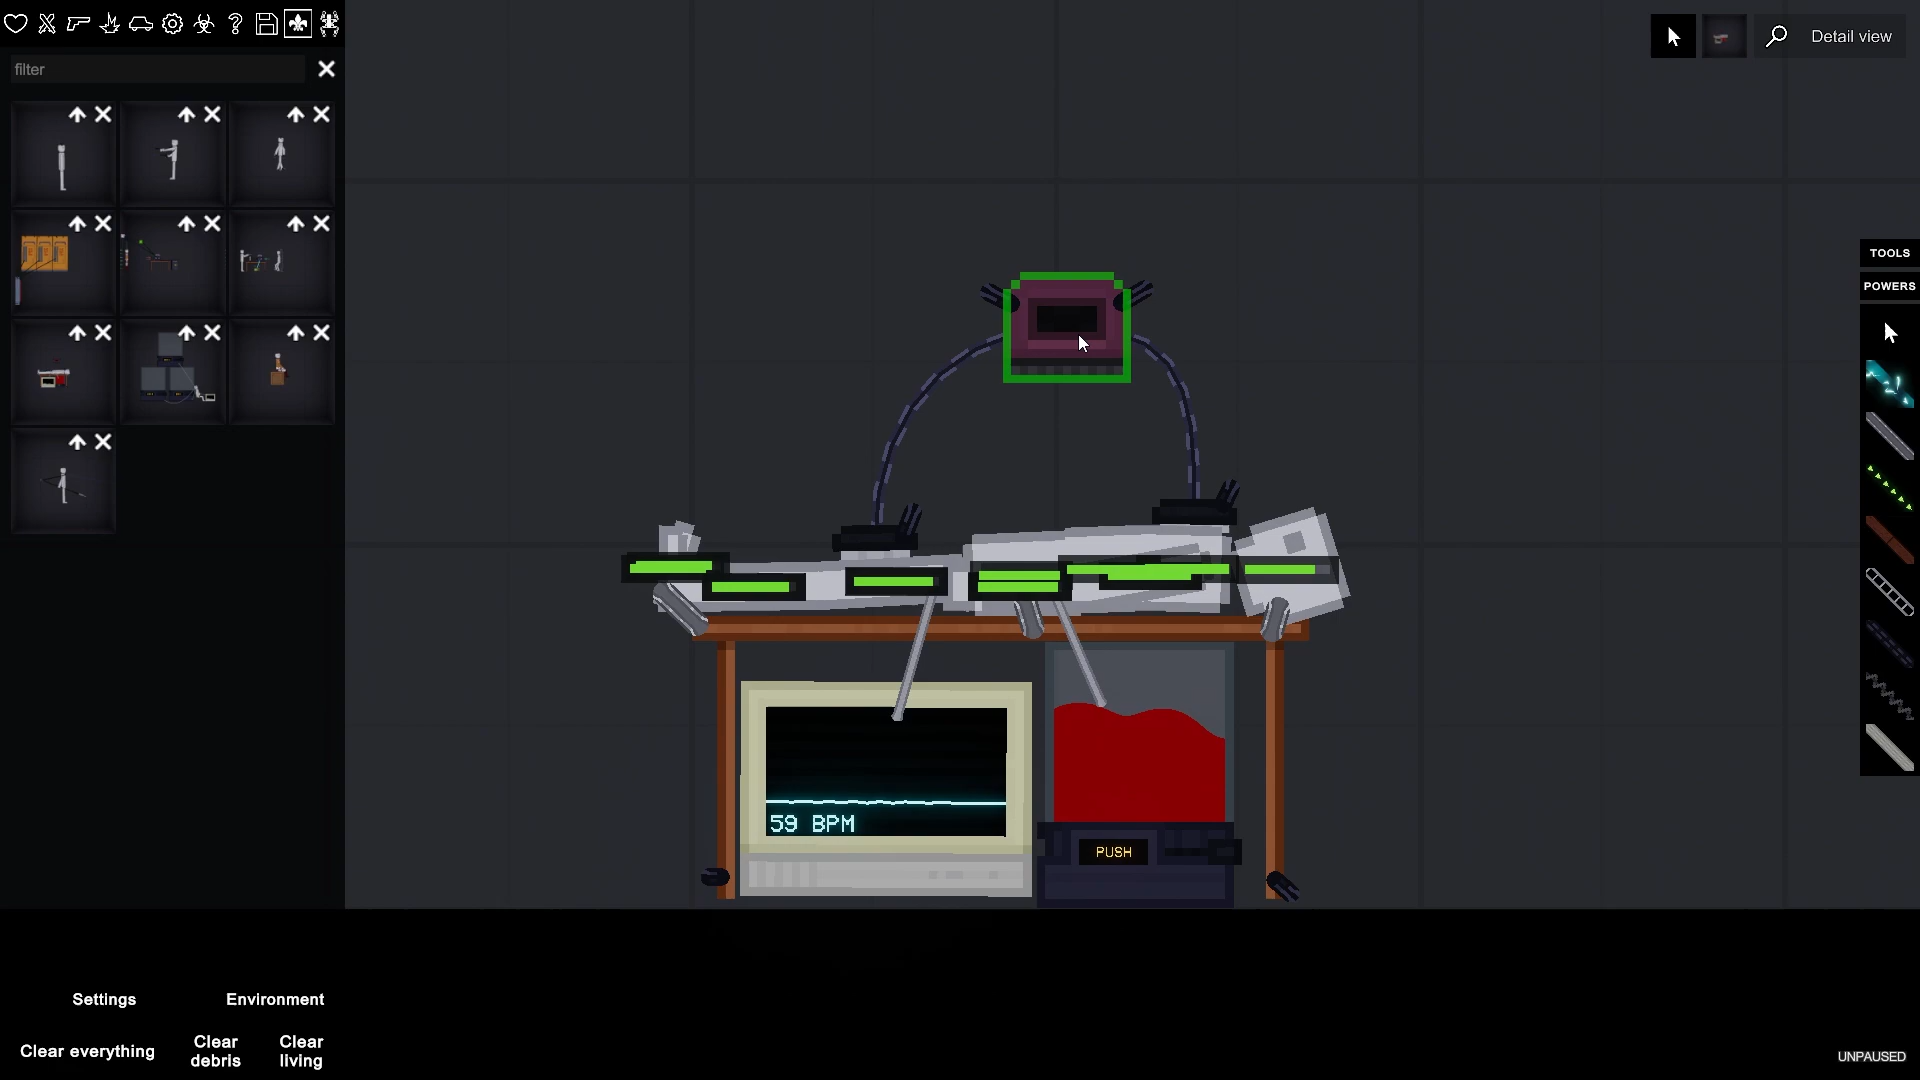 filter
Detail view
TOOLS
POWERS
59 BPM
PUSH
Settings
Environment
Clear everything
Clear debris
Clear living
UNPAUSED